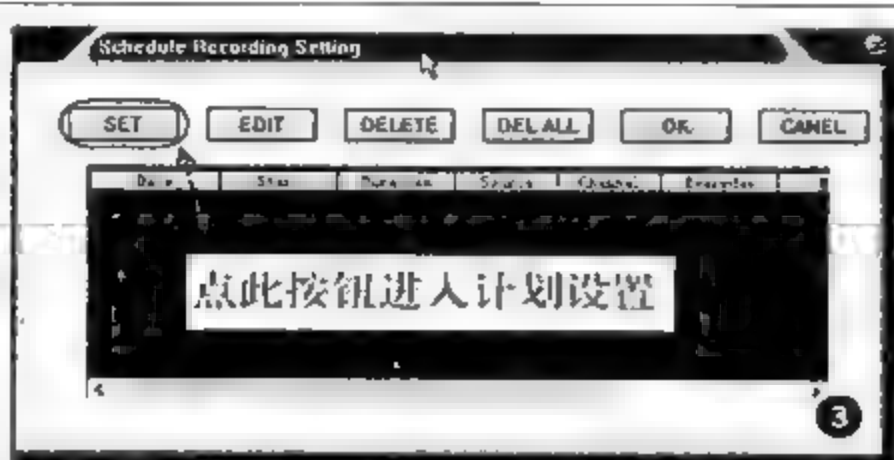 Schedule Recording Setting
SET EDIT DELETE DEL ALL OK CANEL
Channel
点此按钮进入计划设置
3